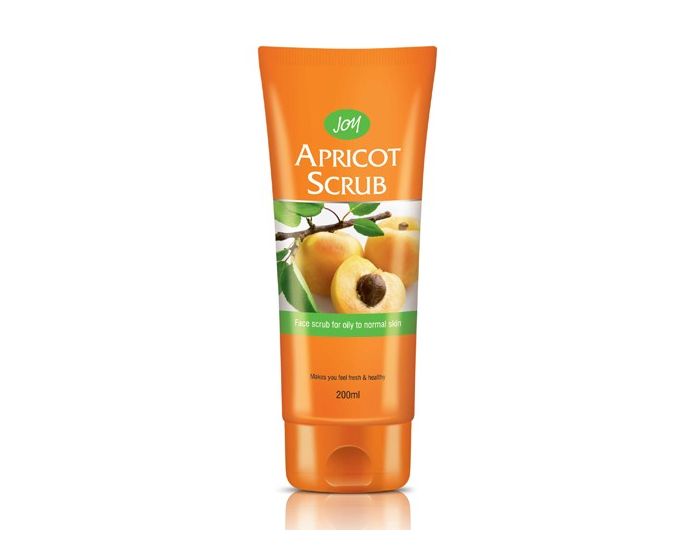 Joy
APRICOT
SCRUB
Face scrub for oily to normal skin
Makes you feel fresh & healthy
200ml